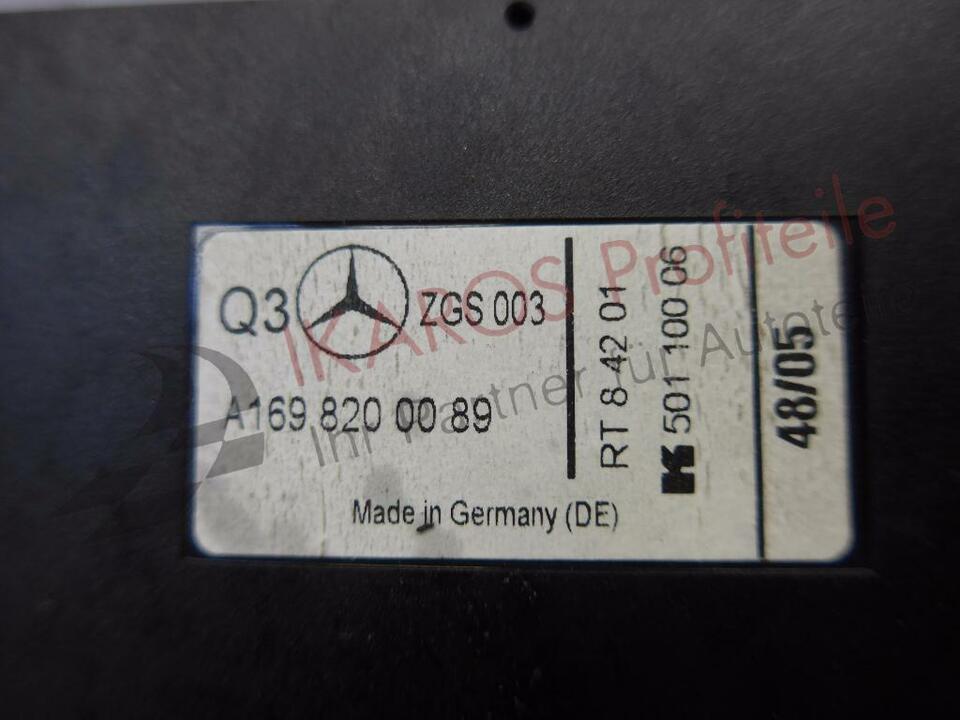 Q3 ZGS 003
A169 820 00 89
Made in Germany (DE)
RT 8-42 01
K 501 100 06
48/05
IKAROS Profiteile
Ihr Partner für Autoteile